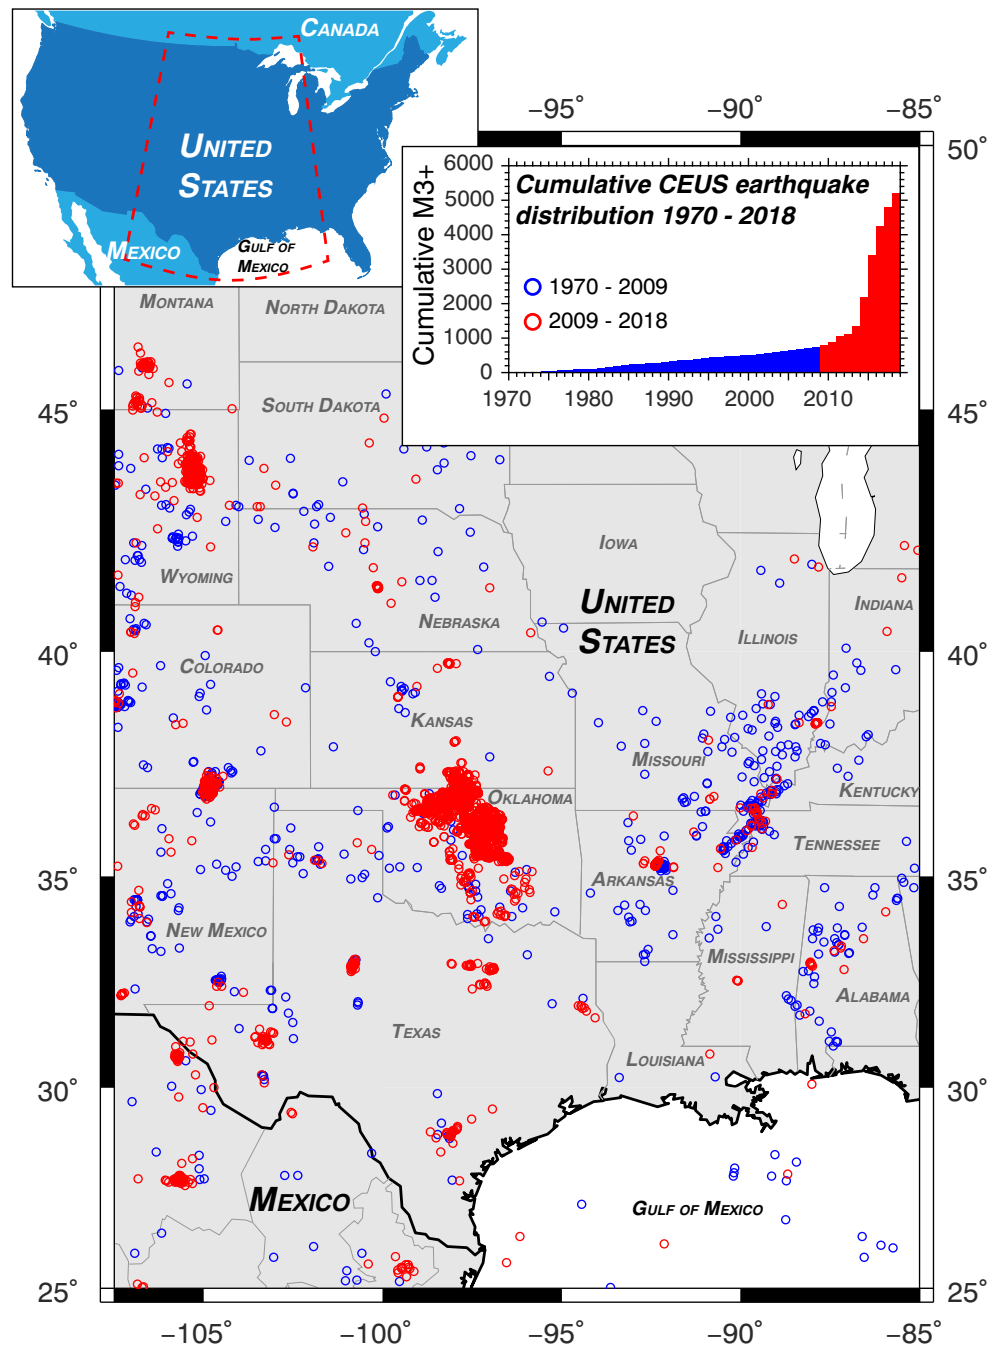 CANADA
UNITED
STATES
MEXICO
GULF OF
MEXICO
−95° −90° −85°
50°
6000
5000
4000
3000
2000
1000
0
Cumulative M3+
Cumulative CEUS earthquake
distribution 1970 - 2018
1970 - 2009
2009 - 2018
1970 1980 1990 2000 2010
MONTANA
NORTH DAKOTA
SOUTH DAKOTA
45° 45°
IOWA
WYOMING
UNITED
STATES
INDIANA
NEBRASKA
ILLINOIS
40° 40°
COLORADO
KANSAS
MISSOURI
OKLAHOMA
KENTUCKY
TENNESSEE
35° 35°
ARKANSAS
NEW MEXICO
MISSISSIPPI
ALABAMA
TEXAS
LOUISIANA
30° 30°
MEXICO
GULF OF MEXICO
25° 25°
−105° −100° −95° −90° −85°